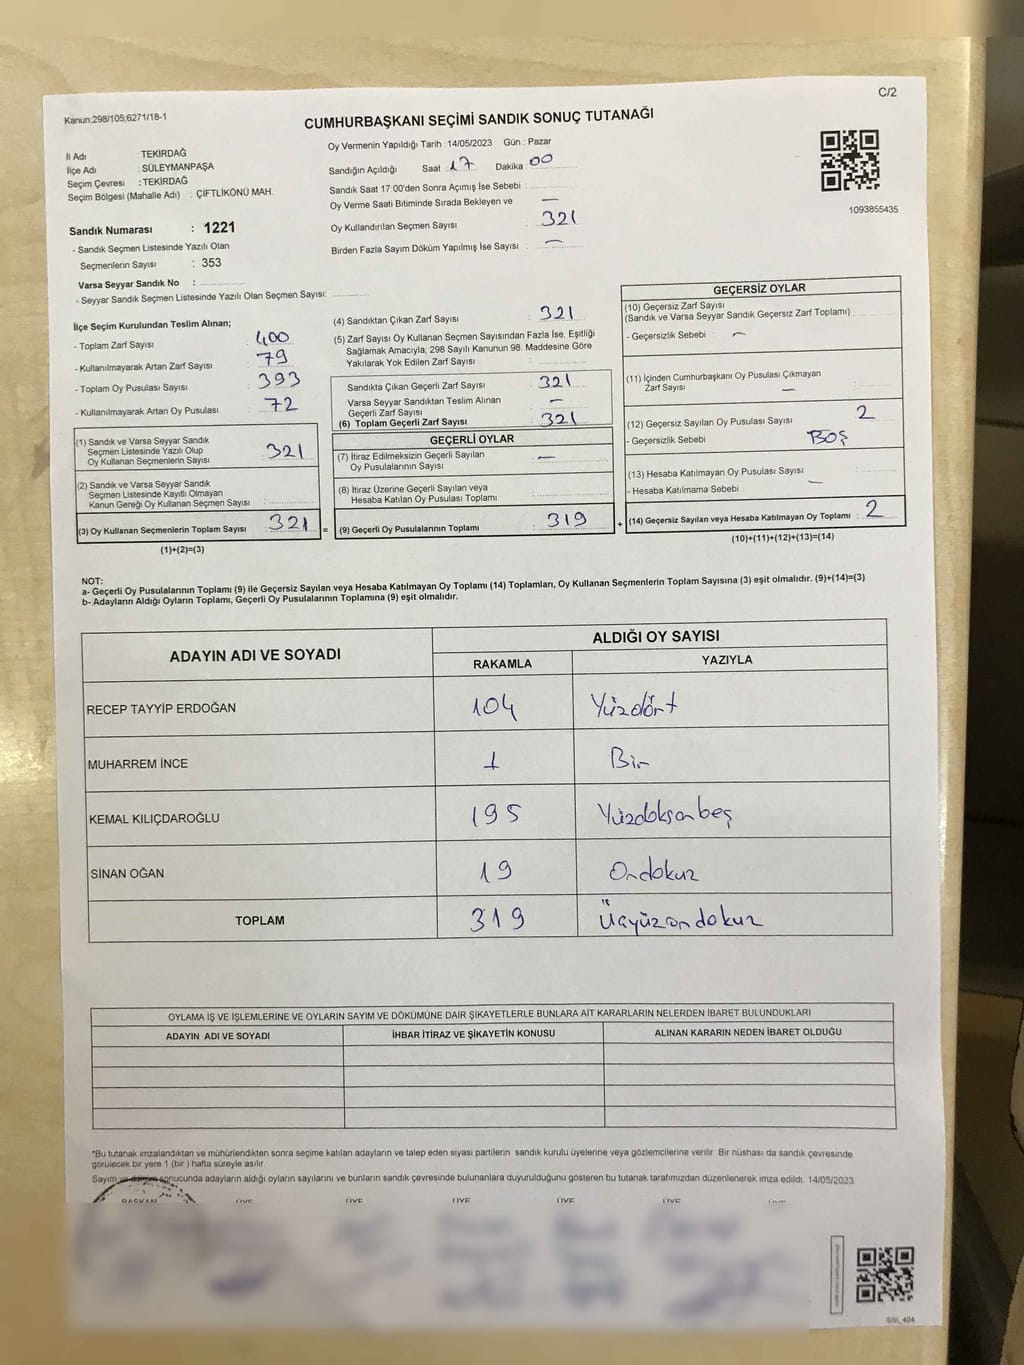 C/2
Kanun;298/105;6271/18-1
CUMHURBAŞKANI SEÇİMİ SANDIK SONUÇ TUTANAĞI
İl Adı : TEKİRDAĞ
İlçe Adı : SÜLEYMANPAŞA
Seçim Çevresi : TEKİRDAĞ
Seçim Bölgesi (Mahalle Adı) : ÇİFTLİKÖNÜ MAH.
Sandık Numarası : 1221
- Sandık Seçmen Listesinde Yazılı Olan
Seçmenlerin Sayısı : 353
Varsa Seyyar Sandık No :
- Seyyar Sandık Seçmen Listesinde Yazılı Olan Seçmen Sayısı:
Oy Vermenin Yapıldığı Tarih :14/05/2023 Gün : Pazar
Sandığın Açıldığı Saat 17 Dakika 00
Sandık Saat 17:00'den Sonra Açımış İse Sebebi :
Oy Verme Saati Bitiminde Sırada Bekleyen ve : —
Oy Kullandırılan Seçmen Sayısı 321
Birden Fazla Sayım Döküm Yapılmış İse Sayısı : —
1093855435
İlçe Seçim Kurulundan Teslim Alınan;
- Toplam Zarf Sayısı : 400
- Kullanılmayarak Artan Zarf Sayısı : 79
- Toplam Oy Pusulası Sayısı : 393
- Kullanılmayarak Artan Oy Pusulası : 72
(1) Sandık ve Varsa Seyyar Sandık
Seçmen Listesinde Yazılı Olup
Oy Kullanan Seçmenlerin Sayısı : 321
(2) Sandık ve Varsa Seyyar Sandık
Seçmen Listesinde Kayıtlı Olmayan
Kanun Gereği Oy Kullanan Seçmen Sayısı :
(3) Oy Kullanan Seçmenlerin Toplam Sayısı : 321
(1)+(2)=(3)
=
(4) Sandıktan Çıkan Zarf Sayısı : 321
(5) Zarf Sayısı Oy Kullanan Seçmen Sayısından Fazla İse, Eşitliği
Sağlamak Amacıyla; 298 Sayılı Kanunun 98. Maddesine Göre
Yakılarak Yok Edilen Zarf Sayısı :
Sandıkta Çıkan Geçerli Zarf Sayısı : 321
Varsa Seyyar Sandıktan Teslim Alınan
Geçerli Zarf Sayısı : —
(6) Toplam Geçerli Zarf Sayısı : 321
GEÇERLİ OYLAR
(7) İtiraz Edilmeksizin Geçerli Sayılan
Oy Pusulalarının Sayısı : —
(8) İtiraz Üzerine Geçerli Sayılan veya
Hesaba Katılan Oy Pusulası Toplamı :
(9) Geçerli Oy Pusulalarının Toplamı : 319
+
GEÇERSİZ OYLAR
(10) Geçersiz Zarf Sayısı
(Sandık ve Varsa Seyyar Sandık Geçersiz Zarf Toplamı)
- Geçersizlik Sebebi : —
(11) İçinden Cumhurbaşkanı Oy Pusulası Çıkmayan
Zarf Sayısı : —
(12) Geçersiz Sayılan Oy Pusulası Sayısı : 2
- Geçersizlik Sebebi : BOŞ
(13) Hesaba Katılmayan Oy Pusulası Sayısı :
- Hesaba Katılmama Sebebi : —
(14) Geçersiz Sayılan veya Hesaba Katılmayan Oy Toplamı : 2
(10)+(11)+(12)+(13)=(14)
NOT:
a- Geçerli Oy Pusulalarının Toplamı (9) ile Geçersiz Sayılan veya Hesaba Katılmayan Oy Toplamı (14) Toplamları, Oy Kullanan Seçmenlerin Toplam Sayısına (3) eşit olmalıdır. (9)+(14)=(3)
b- Adayların Aldığı Oyların Toplamı, Geçerli Oy Pusulalarının Toplamına (9) eşit olmalıdır.
ADAYIN ADI VE SOYADI ALDIĞI OY SAYISI
RAKAMLA YAZIYLA
RECEP TAYYİP ERDOĞAN 104 Yüzdört
MUHARREM İNCE 1 Bir
KEMAL KILIÇDAROĞLU 195 Yüzdoksanbeş
SİNAN OĞAN 19 Ondokuz
TOPLAM 319 Üçyüzondokuz
OYLAMA İŞ VE İŞLEMLERİNE VE OYLARIN SAYIM VE DÖKÜMÜNE DAİR ŞİKAYETLERLE BUNLARA AİT KARARLARIN NELERDEN İBARET BULUNDUKLARI
ADAYIN ADI VE SOYADI İHBAR İTİRAZ VE ŞİKAYETİN KONUSU ALINAN KARARIN NEDEN İBARET OLDUĞU
*Bu tutanak imzalandıktan ve mühürlendikten sonra seçime katılan adayların ve talep eden siyasi partilerin sandık kurulu üyelerine veya gözlemcilerine verilir. Bir nüshası da sandık çevresinde
görülecek bir yere 1 (bir ) hafta süreyle asılır.
Sayım ve döküm sonucunda adayların aldığı oyların sayılarını ve bunların sandık çevresinde bulunanlara duyurulduğunu gösteren bu tutanak tarafımızdan düzenlenerek imza edildi. 14/05/2023
BAŞKAN ÜYE ÜYE ÜYE ÜYE ÜYE